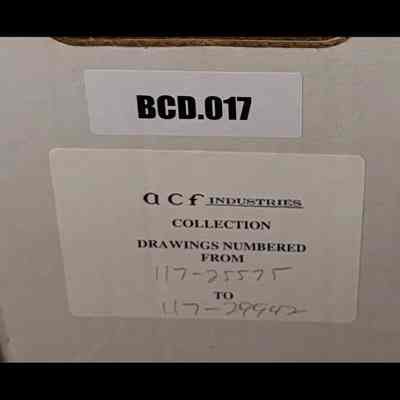 BCD.017
acf INDUSTRIES
COLLECTION
DRAWINGS NUMBERED
FROM
117-25575
TO
117-29942